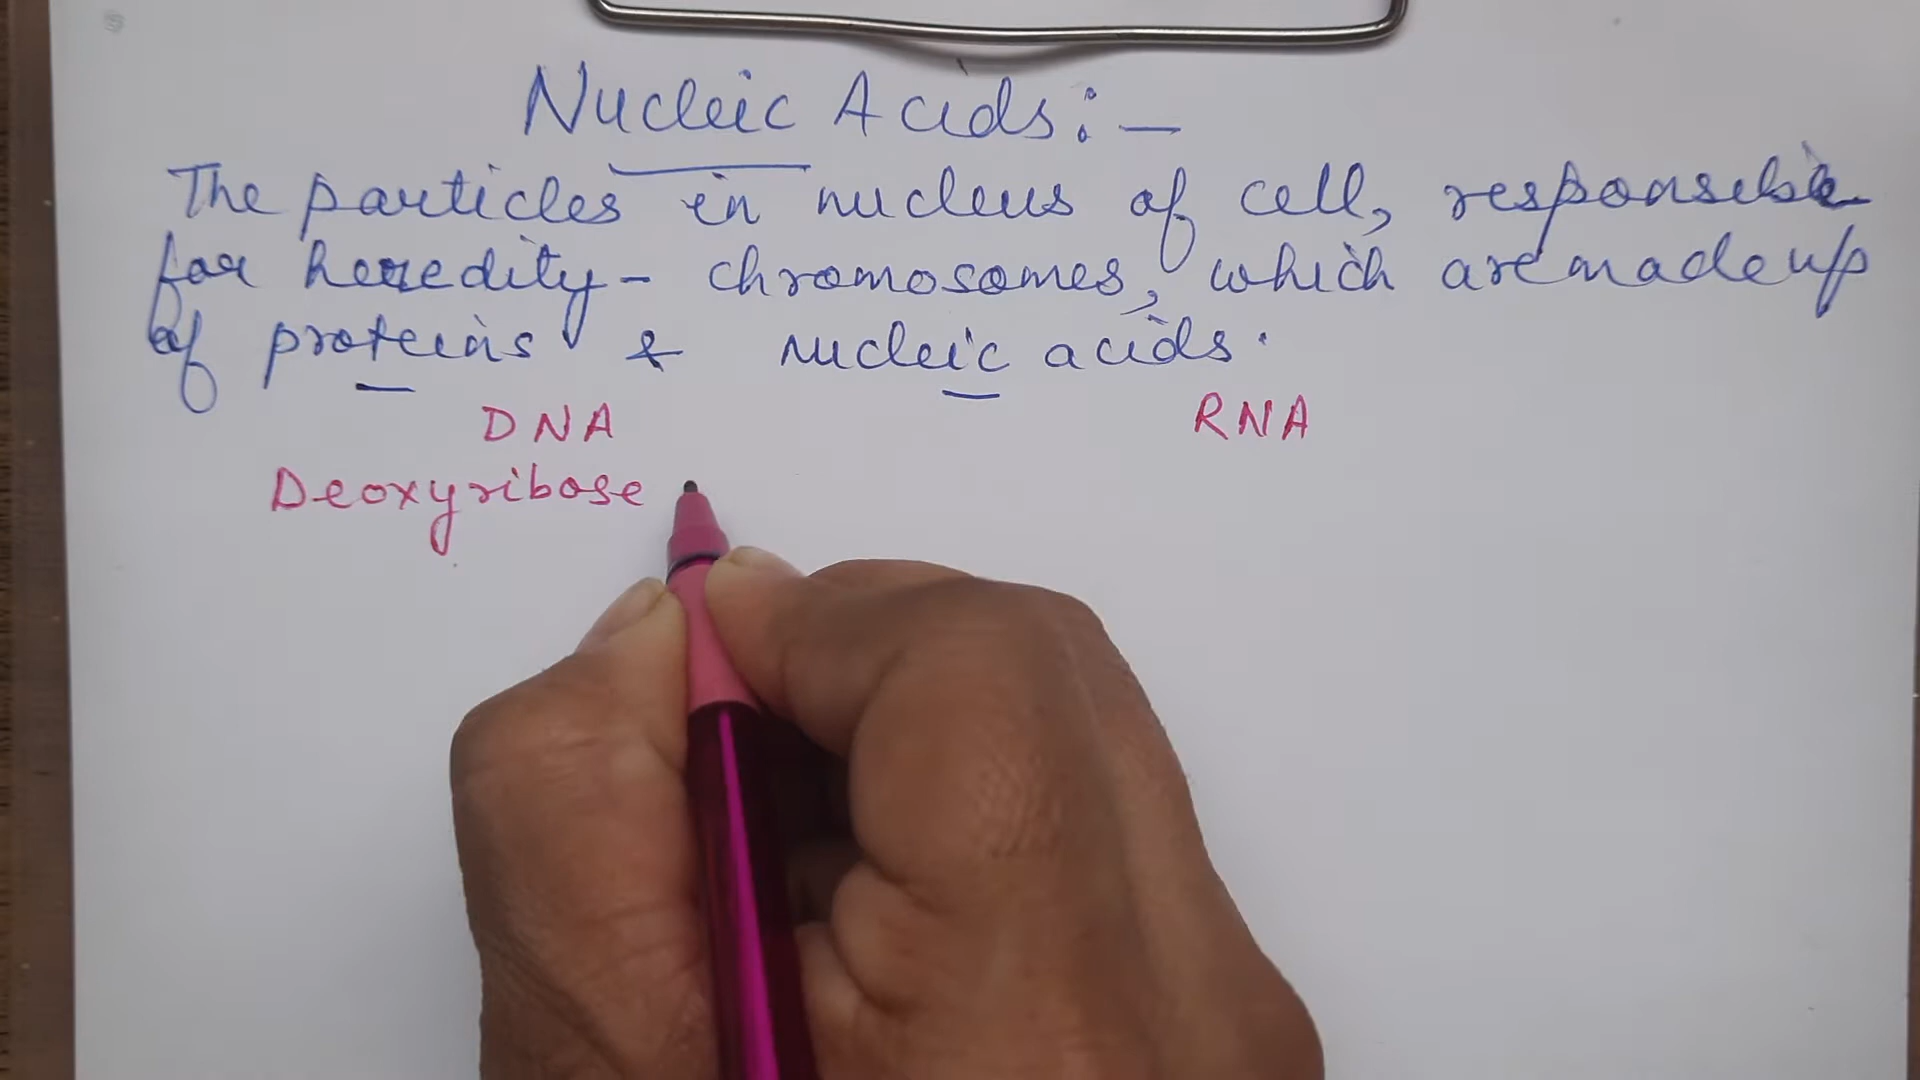 Nucleic Acids:-
The particles in nucleus of cell, responsible
for heredity - chromosomes, which are made up
of proteins & nucleic acids.
DNA RNA
Deoxyribose